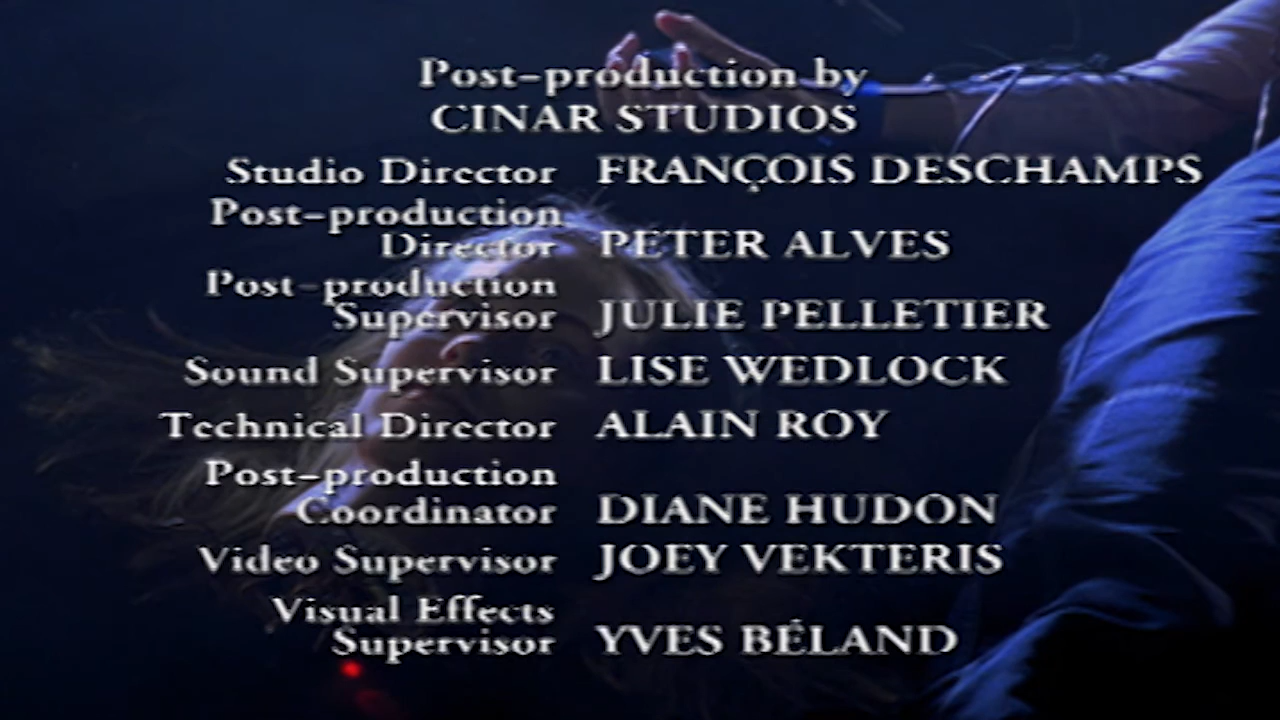 Post-production by
CINAR STUDIOS
Studio Director FRANÇOIS DESCHAMPS
Post-production
Director PETER ALVES
Post-production
Supervisor JULIE PELLETIER
Sound Supervisor LISE WEDLOCK
Technical Director ALAIN ROY
Post-production
Coordinator DIANE HUDON
Video Supervisor JOEY VEKTERIS
Visual Effects
Supervisor YVES BÉLAND